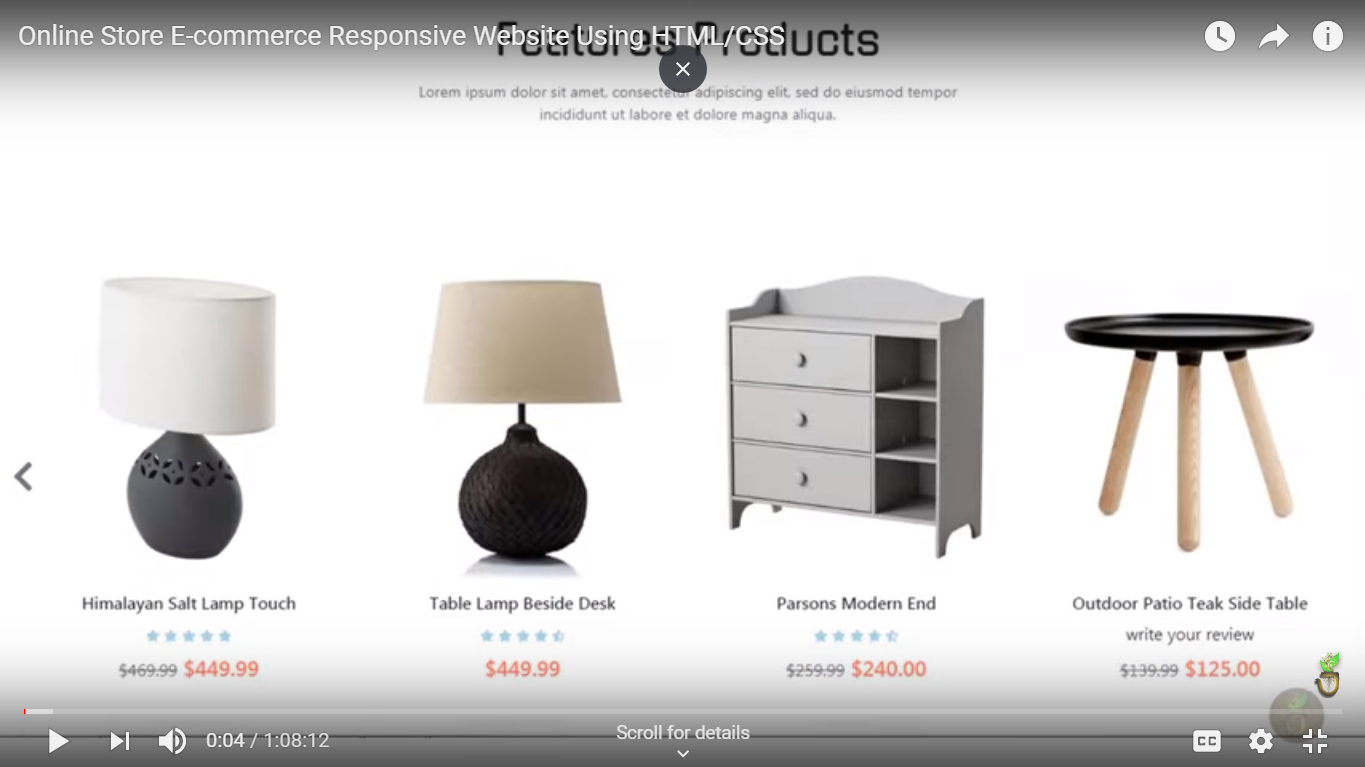 Online Store E-commerce Responsive Website Using HTML/CSS
Features Products
Lorem ipsum dolor sit amet, consectetur adipiscing elit, sed do eiusmod tempor
incididunt ut labore et dolore magna aliqua.
Himalayan Salt Lamp Touch
Table Lamp Beside Desk
Parsons Modern End
Outdoor Patio Teak Side Table
write your review
$469.99 $449.99
$449.99
$259.99 $240.00
$139.99 $125.00
0:04 / 1:08:12
Scroll for details
CC